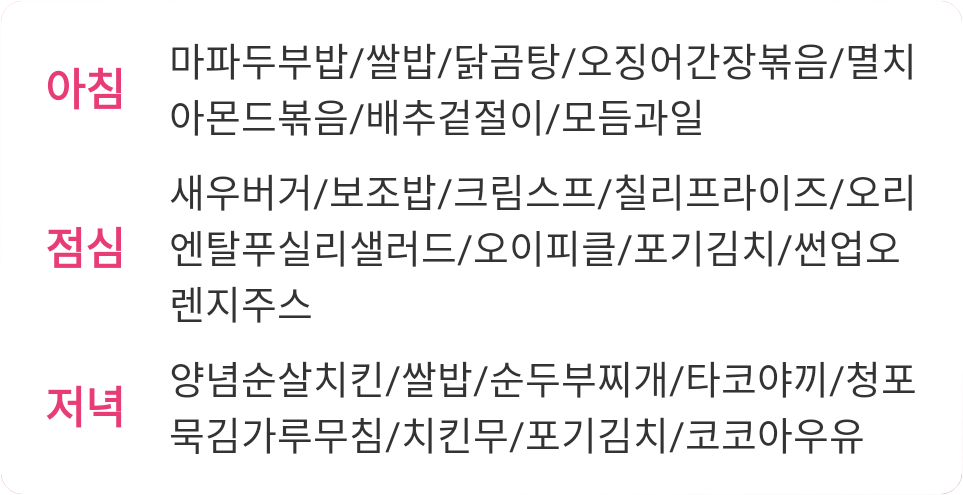 아침
마파두부밥/쌀밥/닭곰탕/오징어간장볶음/멸치
아몬드볶음/배추겉절이/모듬과일
점심
새우버거/보조밥/크림스프/칠리프라이즈/오리
엔탈푸실리샐러드/오이피클/포기김치/썬업오
렌지주스
저녁
양념순살치킨/쌀밥/순두부찌개/타코야끼/청포
묵김가루무침/치킨무/포기김치/코코아우유